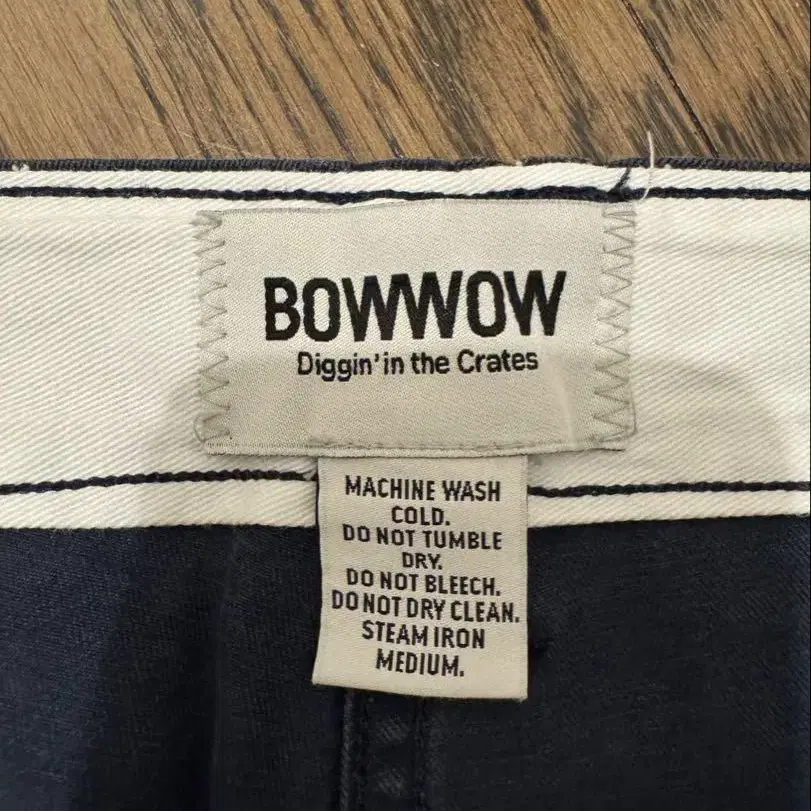 BOWWOW
Diggin' in the Crates
MACHINE WASH
COLD.
DO NOT TUMBLE
DRY.
DO NOT BLEECH.
DO NOT DRY CLEAN.
STEAM IRON
MEDIUM.